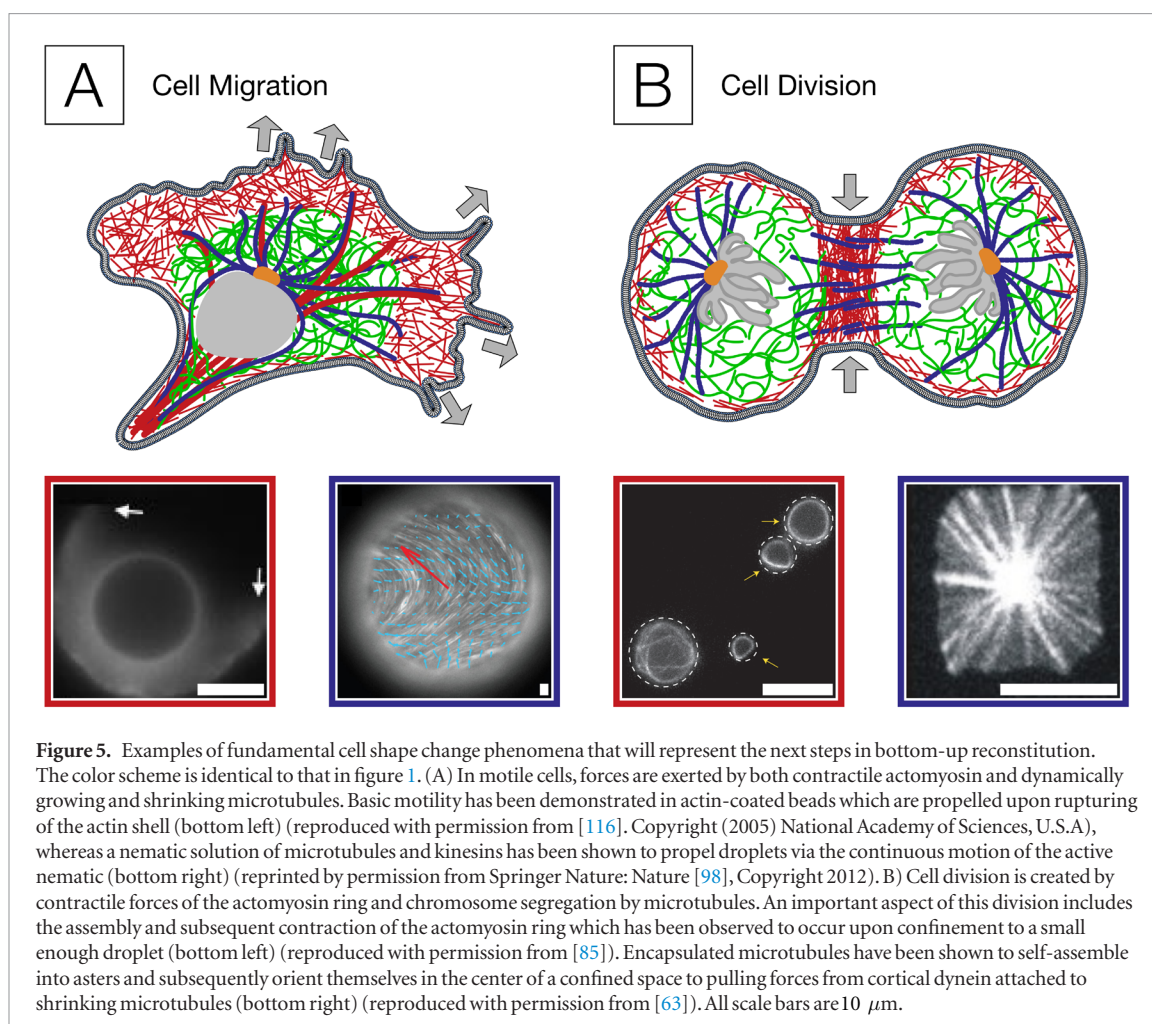 A Cell Migration
B Cell Division
Figure 5. Examples of fundamental cell shape change phenomena that will represent the next steps in bottom-up reconstitution.
The color scheme is identical to that in figure 1. (A) In motile cells, forces are exerted by both contractile actomyosin and dynamically
growing and shrinking microtubules. Basic motility has been demonstrated in actin-coated beads which are propelled upon rupturing
of the actin shell (bottom left) (reproduced with permission from [116]. Copyright (2005) National Academy of Sciences, U.S.A),
whereas a nematic solution of microtubules and kinesins has been shown to propel droplets via the continuous motion of the active
nematic (bottom right) (reprinted by permission from Springer Nature: Nature [98], Copyright 2012). B) Cell division is created by
contractile forces of the actomyosin ring and chromosome segregation by microtubules. An important aspect of this division includes
the assembly and subsequent contraction of the actomyosin ring which has been observed to occur upon confinement to a small
enough droplet (bottom left) (reproduced with permission from [85]). Encapsulated microtubules have been shown to self-assemble
into asters and subsequently orient themselves in the center of a confined space to pulling forces from cortical dynein attached to
shrinking microtubules (bottom right) (reproduced with permission from [63]). All scale bars are 10 μm.